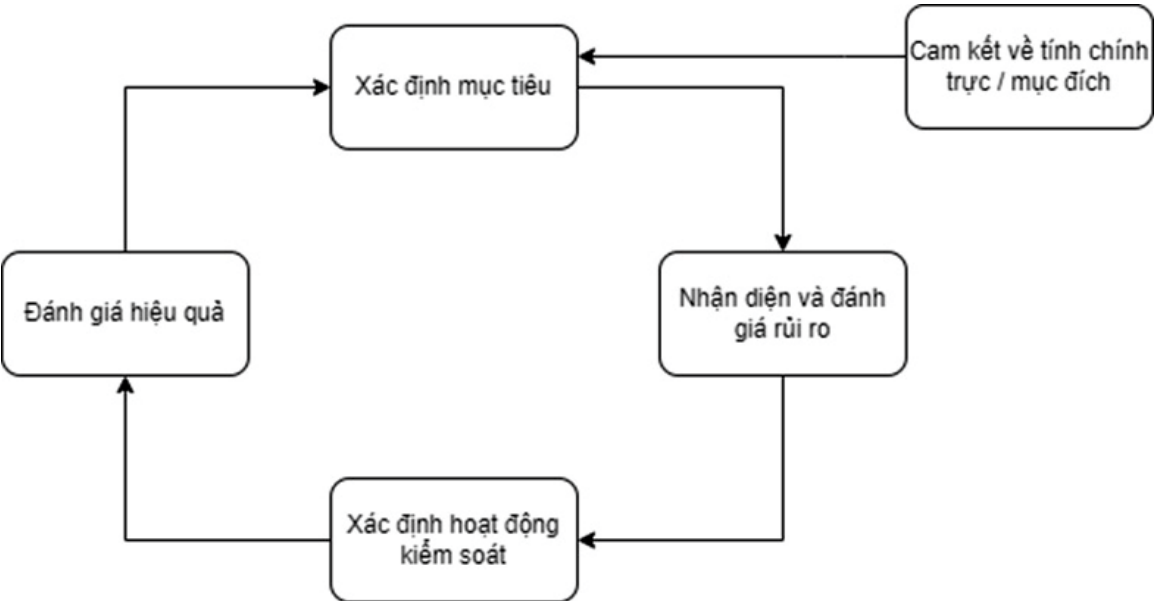 Xác định mục tiêu
Cam kết về tính chính
trực / mục đích
Đánh giá hiệu quả
Nhận diện và đánh
giá rủi ro
Xác định hoạt động
kiểm soát